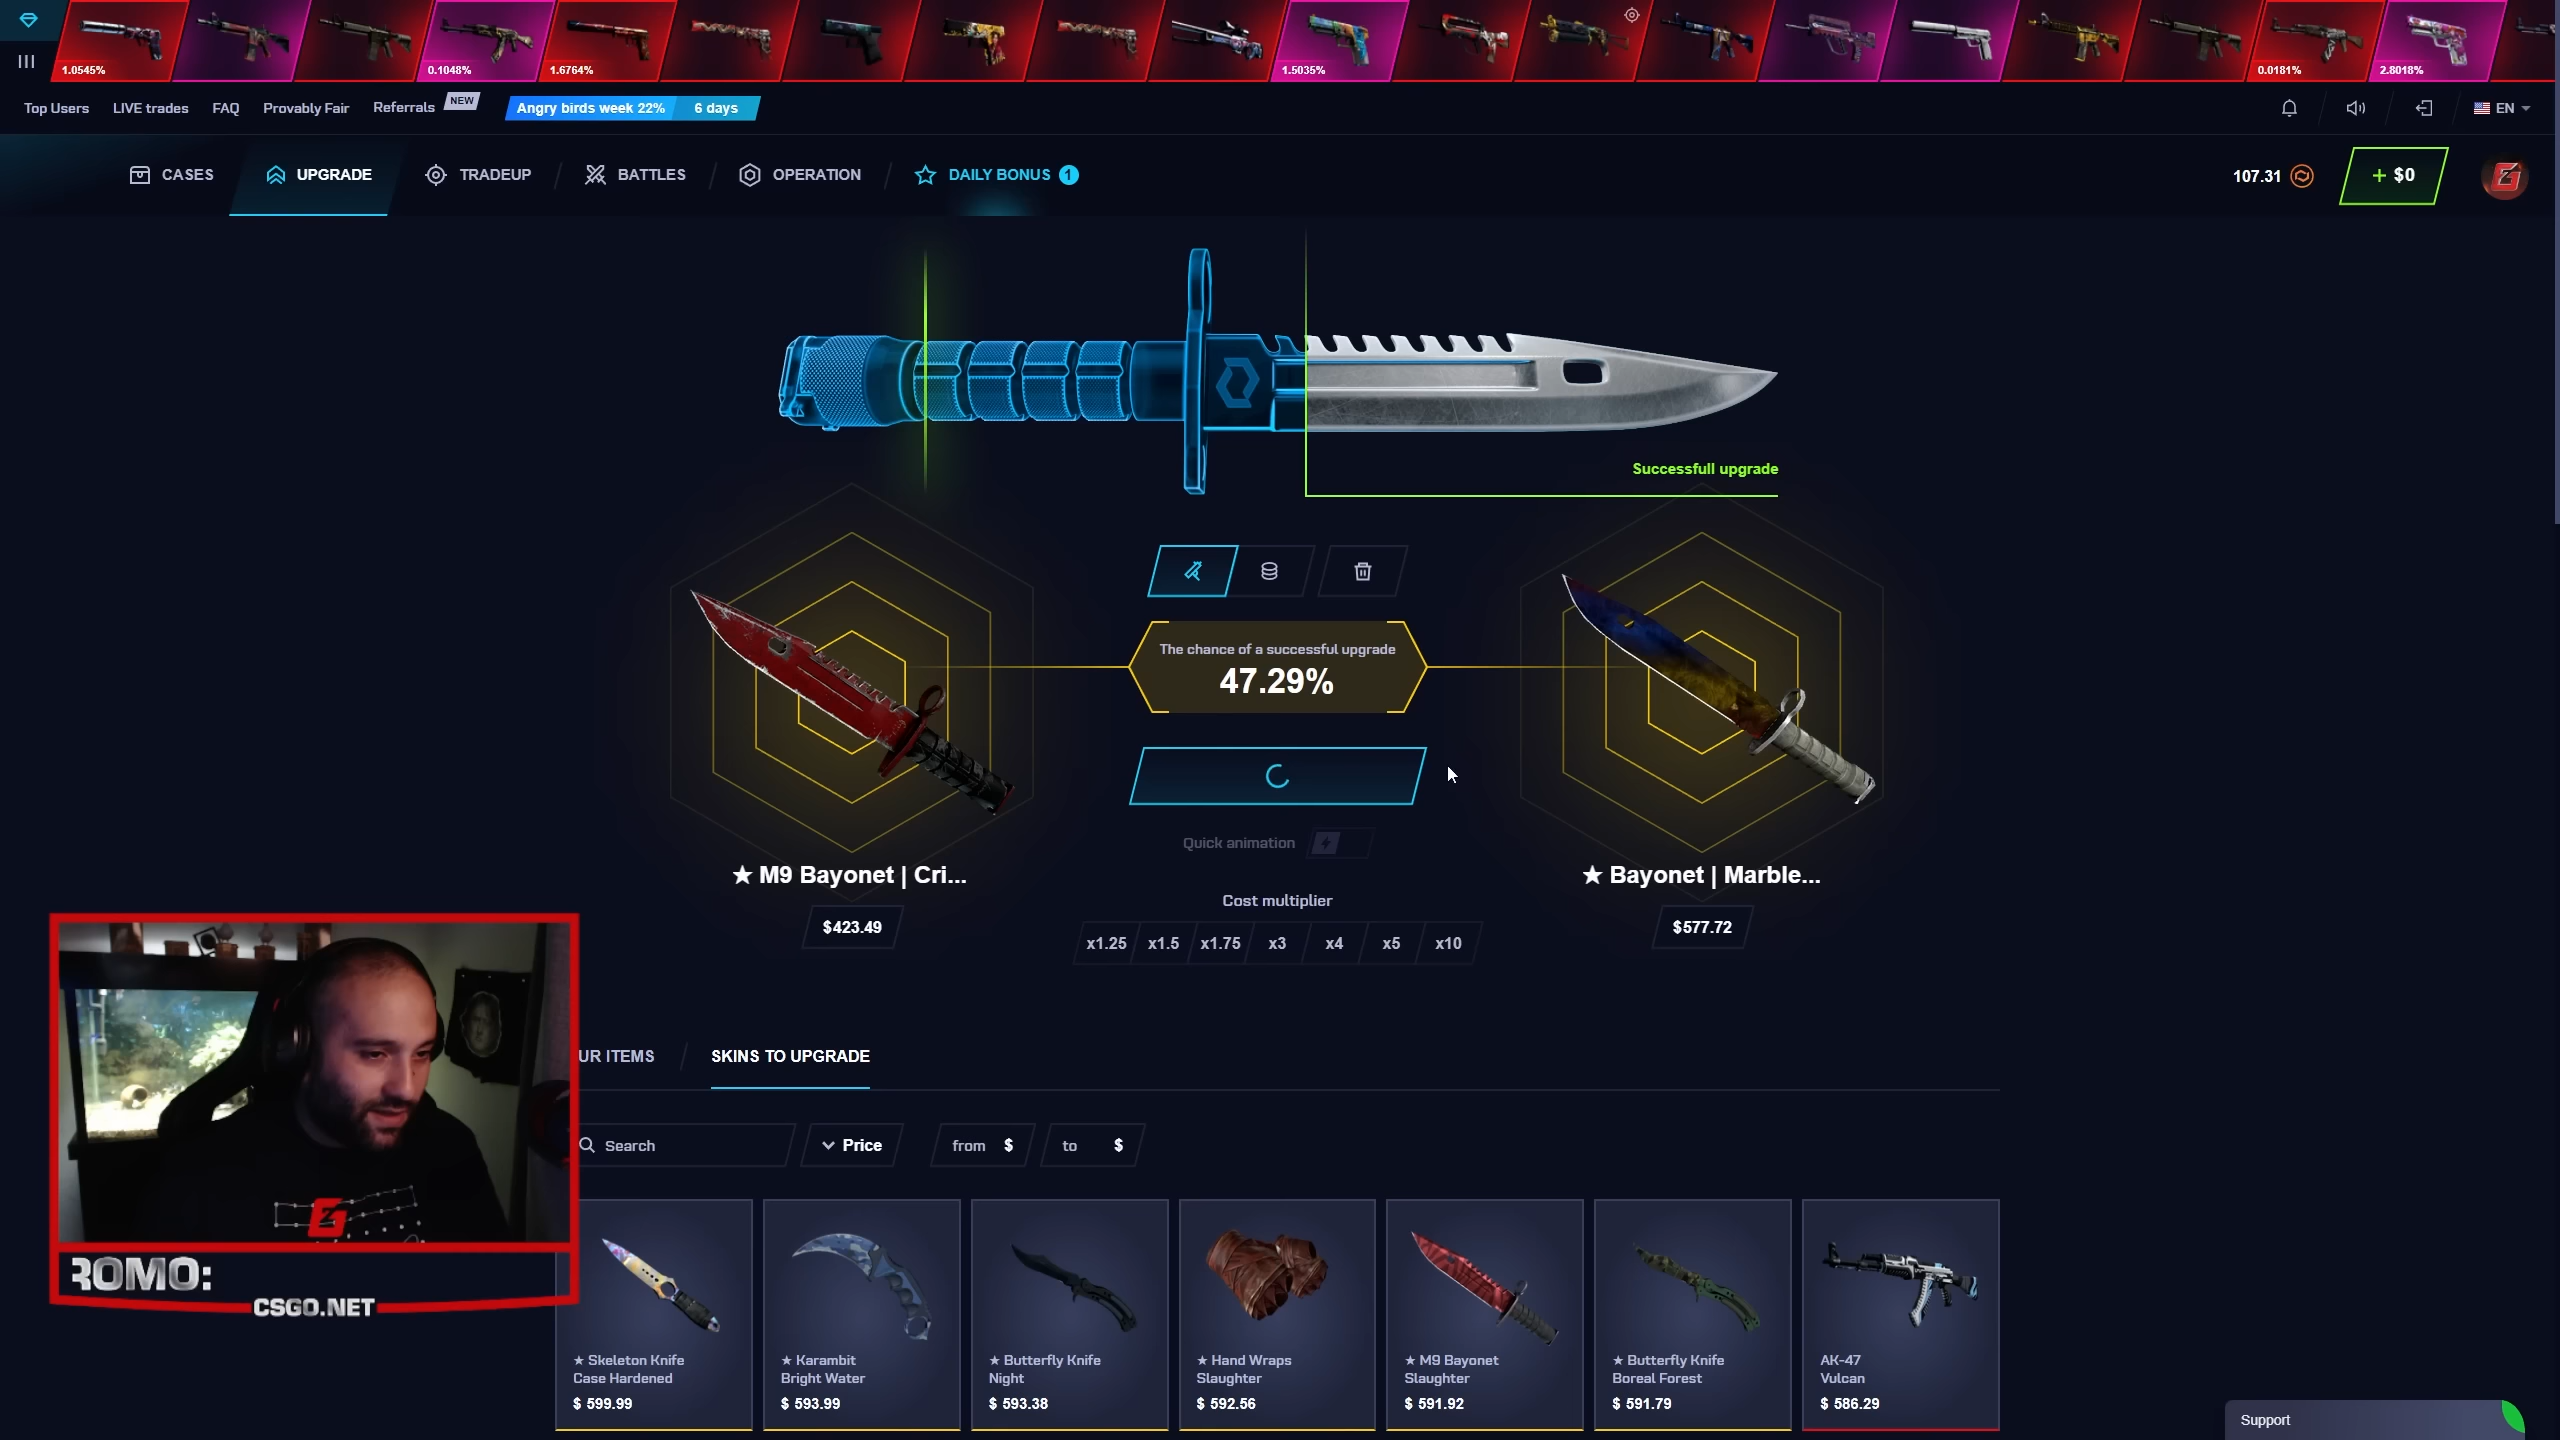 1.0545%
0.1048%
1.6764%
1.5035%
0.0181%
2.8018%
Top Users
LIVE trades
FAQ
Provably Fair
Referrals
NEW
Angry birds week 22%
6 days
EN
CASES
UPGRADE
TRADEUP
BATTLES
OPERATION
DAILY BONUS
1
107.31
+ $0
Successfull upgrade
The chance of a successful upgrade
47.29%
Quick animation
★ M9 Bayonet | Cri...
$423.49
★ Bayonet | Marble...
$577.72
Cost multiplier
x1.25
x1.5
x1.75
x3
x4
x5
x10
UR ITEMS
SKINS TO UPGRADE
Search
Price
from $
to $
ROMO:
CSGO.NET
★ Skeleton Knife
Case Hardened
$ 599.99
★ Karambit
Bright Water
$ 593.99
★ Butterfly Knife
Night
$ 593.38
★ Hand Wraps
Slaughter
$ 592.56
★ M9 Bayonet
Slaughter
$ 591.92
★ Butterfly Knife
Boreal Forest
$ 591.79
AK-47
Vulcan
$ 586.29
Support